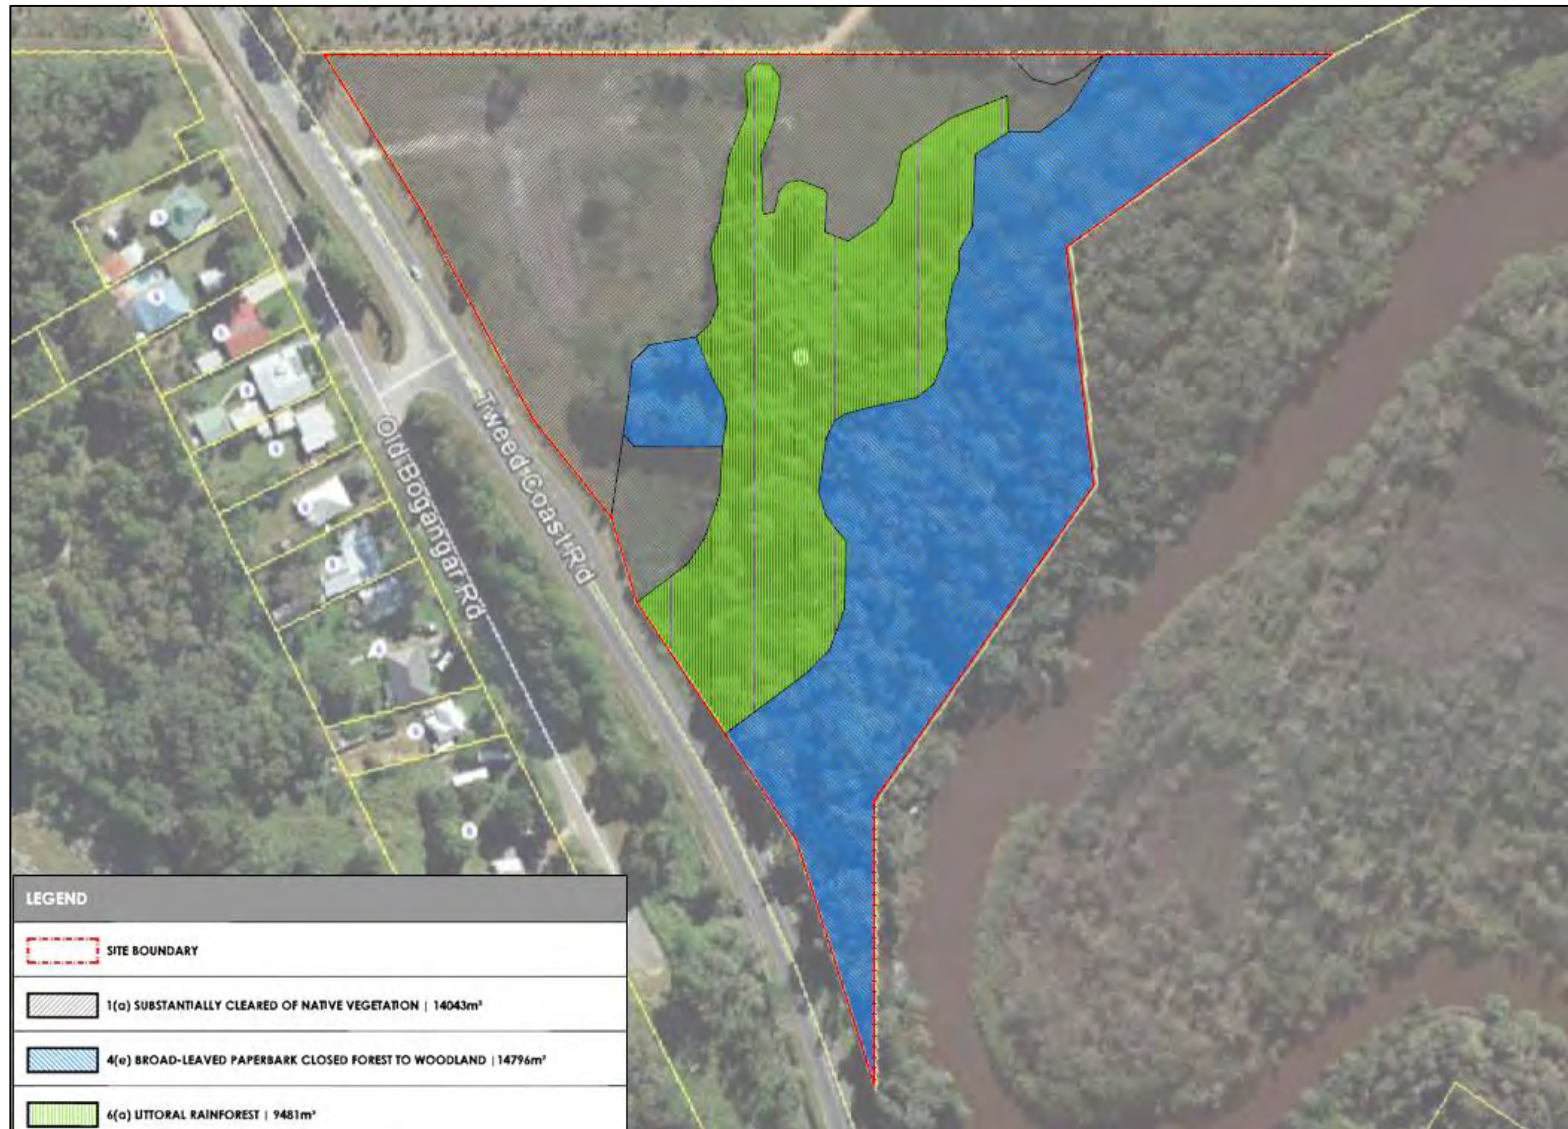 Tweed Coast Rd
Old Bogangar Rd
LEGEND
SITE BOUNDARY
1(a) SUBSTANTIALLY CLEARED OF NATIVE VEGETATION | 14043m²
4(e) BROAD-LEAVED PAPERBARK CLOSED FOREST TO WOODLAND | 14796m²
6(a) LITTORAL RAINFOREST | 9481m²